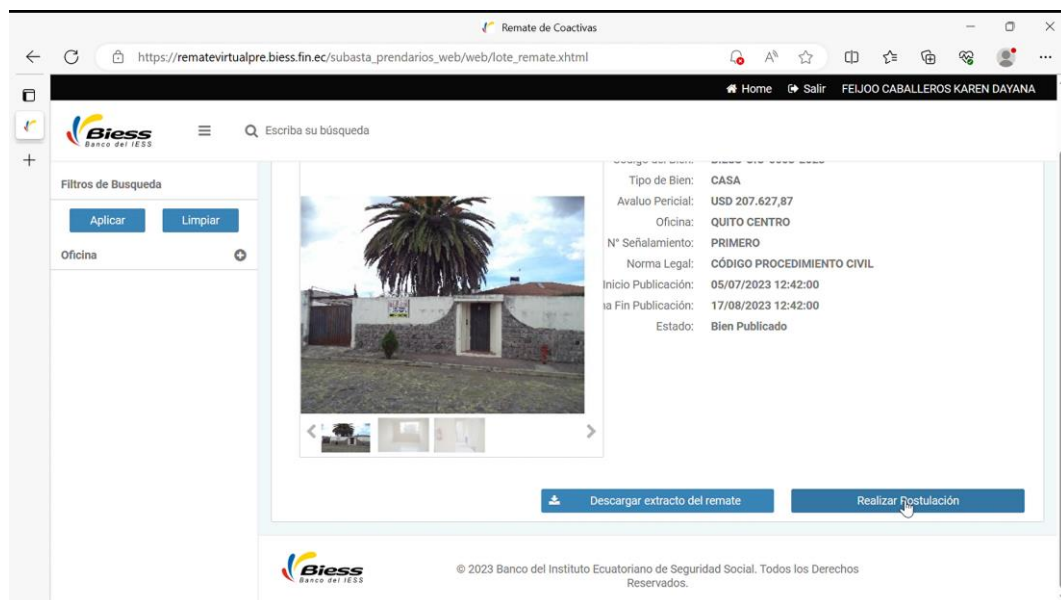 Remate de Coactivas
https://rematevirtualpre.biess.fin.ec/subasta_prendarios_web/web/lote_remate.xhtml
Home Salir FEIJOO CABALLEROS KAREN DAYANA
Biess
Banco del IESS
Escriba su búsqueda
Filtros de Busqueda
Aplicar Limpiar
Oficina
Tipo de Bien: CASA
Avaluo Pericial: USD 207.627,87
Oficina: QUITO CENTRO
N° Señalamiento: PRIMERO
Norma Legal: CÓDIGO PROCEDIMIENTO CIVIL
Inicio Publicación: 05/07/2023 12:42:00
Fin Publicación: 17/08/2023 12:42:00
Estado: Bien Publicado
Descargar extracto del remate
Realizar Postulación
Biess
Banco del IESS
© 2023 Banco del Instituto Ecuatoriano de Seguridad Social. Todos los Derechos
Reservados.